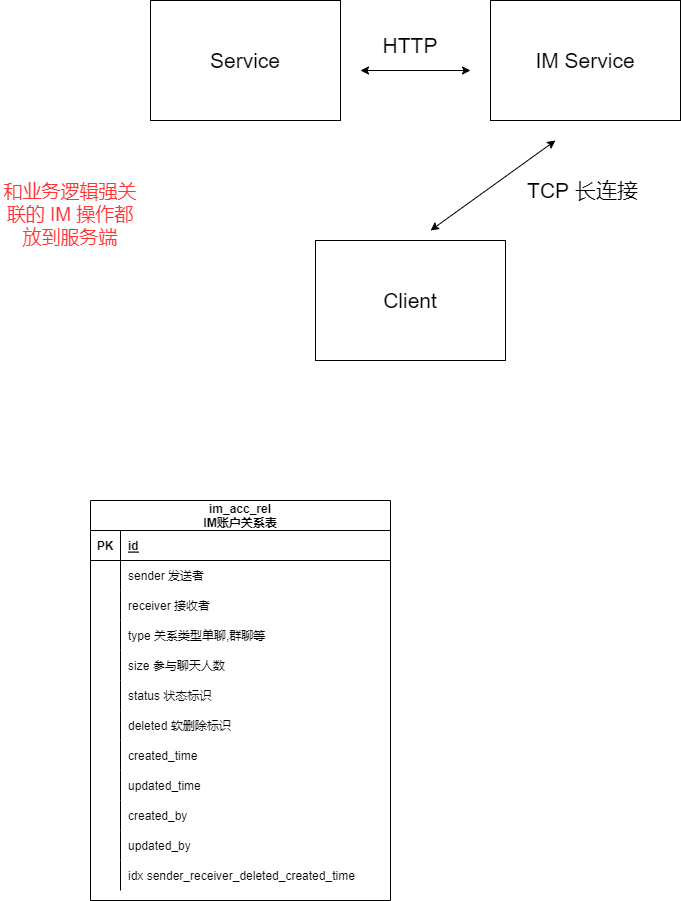 Service
HTTP
IM Service
和业务逻辑强关
联的 IM 操作都
放到服务端
TCP 长连接
Client
im_acc_rel
IM账户关系表
PK id
sender 发送者
receiver 接收者
type 关系类型单聊,群聊等
size 参与聊天人数
status 状态标识
deleted 软删除标识
created_time
updated_time
created_by
updated_by
idx sender_receiver_deleted_created_time